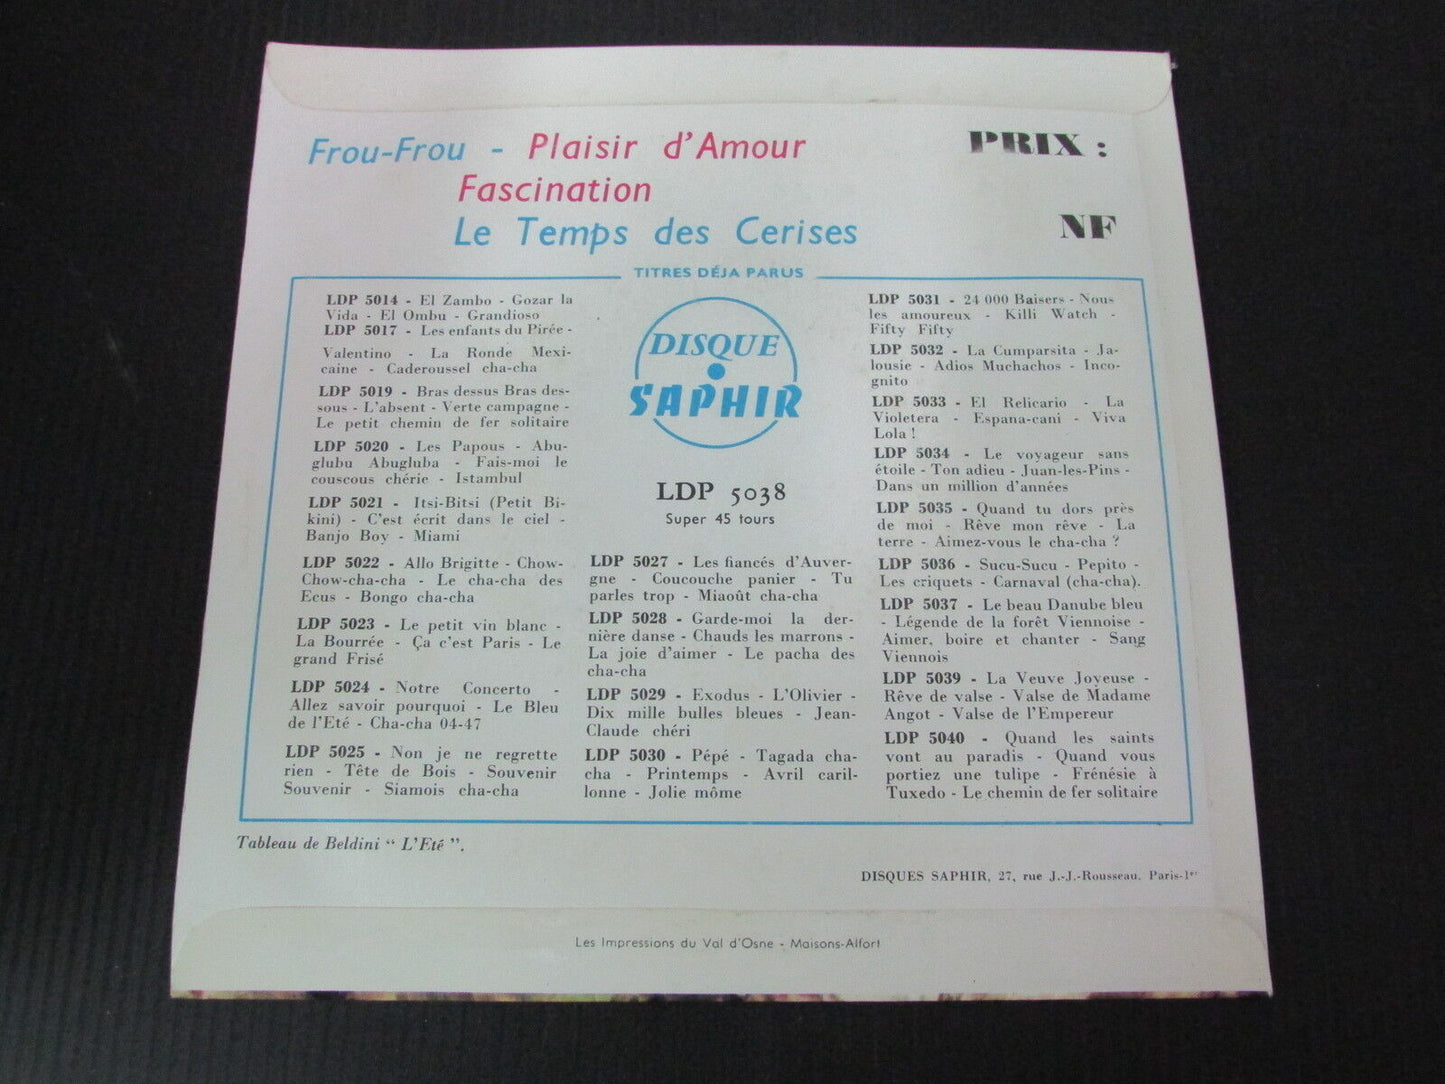 Frou-Frou - Plaisir d'Amour
Fascination
Le Temps des Cerises
PRIX :
NF
TITRES DÉJA PARUS
LDP 5014 - El Zambo - Gozar la
Vida - El Ombu - Grandioso
LDP 5017 - Les enfants du Pirée -
Valentino - La Ronde Mexi-
caine - Caderoussel cha-cha
LDP 5019 - Bras dessus Bras des-
sous - L'absent - Verte campagne -
Le petit chemin de fer solitaire
LDP 5020 - Les Papous - Abu-
glubu Abugluba - Fais-moi le
couscous chérie - Istambul
LDP 5021 - Itsi-Bitsi (Petit Bi-
kini) - C'est écrit dans le ciel -
Banjo Boy - Miami
LDP 5022 - Allo Brigitte - Chow-
Chow-cha-cha - Le cha-cha des
Ecus - Bongo cha-cha
LDP 5023 - Le petit vin blanc -
La Bourrée - Ça c'est Paris - Le
grand Frisé
LDP 5024 - Notre Concerto -
Allez savoir pourquoi - Le Bleu
de l'Eté - Cha-cha 04-47
LDP 5025 - Non je ne regrette
rien - Tête de Bois - Souvenir
Souvenir - Siamois cha-cha
DISQUE
SAPHIR
LDP 5038
Super 45 tours
LDP 5027 - Les fiancés d'Auver-
gne - Coucouche panier - Tu
parles trop - Miaoût cha-cha
LDP 5028 - Garde-moi la der-
nière danse - Chauds les marrons -
La joie d'aimer - Le pacha des
cha-cha
LDP 5029 - Exodus - L'Olivier -
Dix mille bulles bleues - Jean-
Claude chéri
LDP 5030 - Pépé - Tagada cha-
cha - Printemps - Avril caril-
lonne - Jolie môme
LDP 5031 - 24 000 Baisers - Nous
les amoureux - Killi Watch -
Fifty Fifty
LDP 5032 - La Cumparsita - Ja-
lousie - Adios Muchachos - Inco-
gnito
LDP 5033 - El Relicario - La
Violetera - Espana-cani - Viva
Lola !
LDP 5034 - Le voyageur sans
étoile - Ton adieu - Juan-les-Pins -
Dans un million d'années
LDP 5035 - Quand tu dors près
de moi - Rêve mon rêve - La
terre - Aimez-vous le cha-cha ?
LDP 5036 - Sucu-Sucu - Pepito -
Les criquets - Carnaval (cha-cha).
LDP 5037 - Le beau Danube bleu
- Légende de la forêt Viennoise -
Aimer, boire et chanter - Sang
Viennois
LDP 5039 - La Veuve Joyeuse -
Rêve de valse - Valse de Madame
Angot - Valse de l'Empereur
LDP 5040 - Quand les saints
vont au paradis - Quand vous
portiez une tulipe - Frénésie à
Tuxedo - Le chemin de fer solitaire
Tableau de Beldini " L'Eté ".
DISQUES SAPHIR, 27, rue J.-J.-Rousseau. Paris-1er
Les Impressions du Val d'Osne - Maisons-Alfort